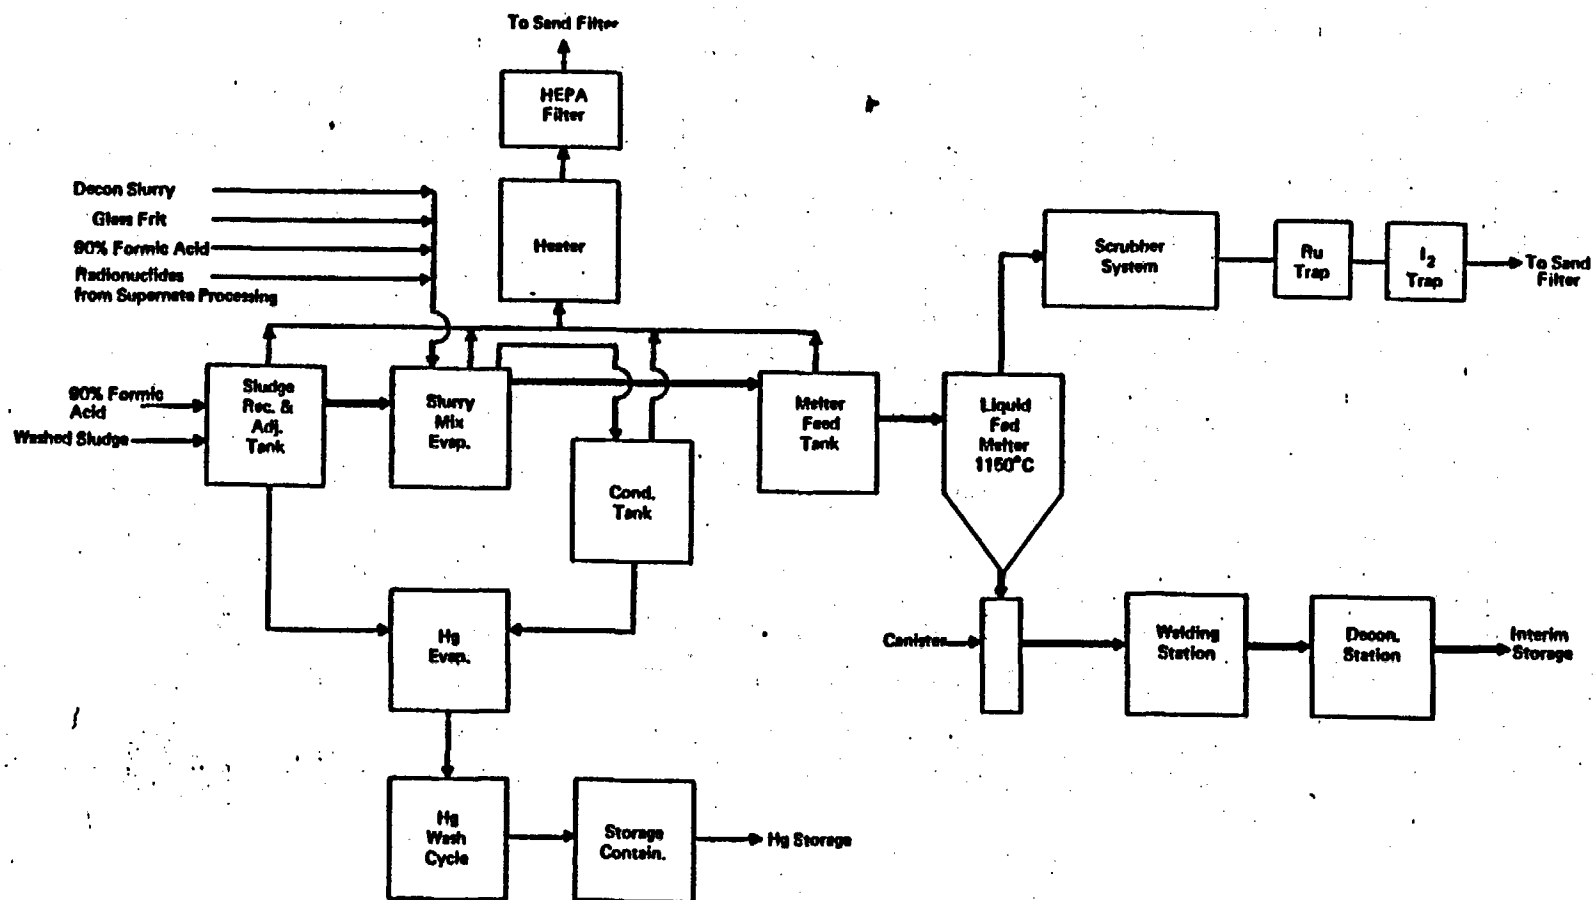 To Sand Filter
HEPA
Filter
Decon Slurry
Glass Frit
90% Formic Acid
Radionuclides
from Supernate Processing
Heater
Scrubber
System
Ru
Trap
I2
Trap
To Sand
Filter
90% Formic
Acid
Washed Sludge
Sludge
Rec. &
Adj.
Tank
Slurry
Mix
Evap.
Cond.
Tank
Melter
Feed
Tank
Liquid
Fed
Melter
1150°C
Hg
Evap.
Canister
Welding
Station
Decon.
Station
Interim
Storage
Hg
Wash
Cycle
Storage
Contain.
Hg Storage